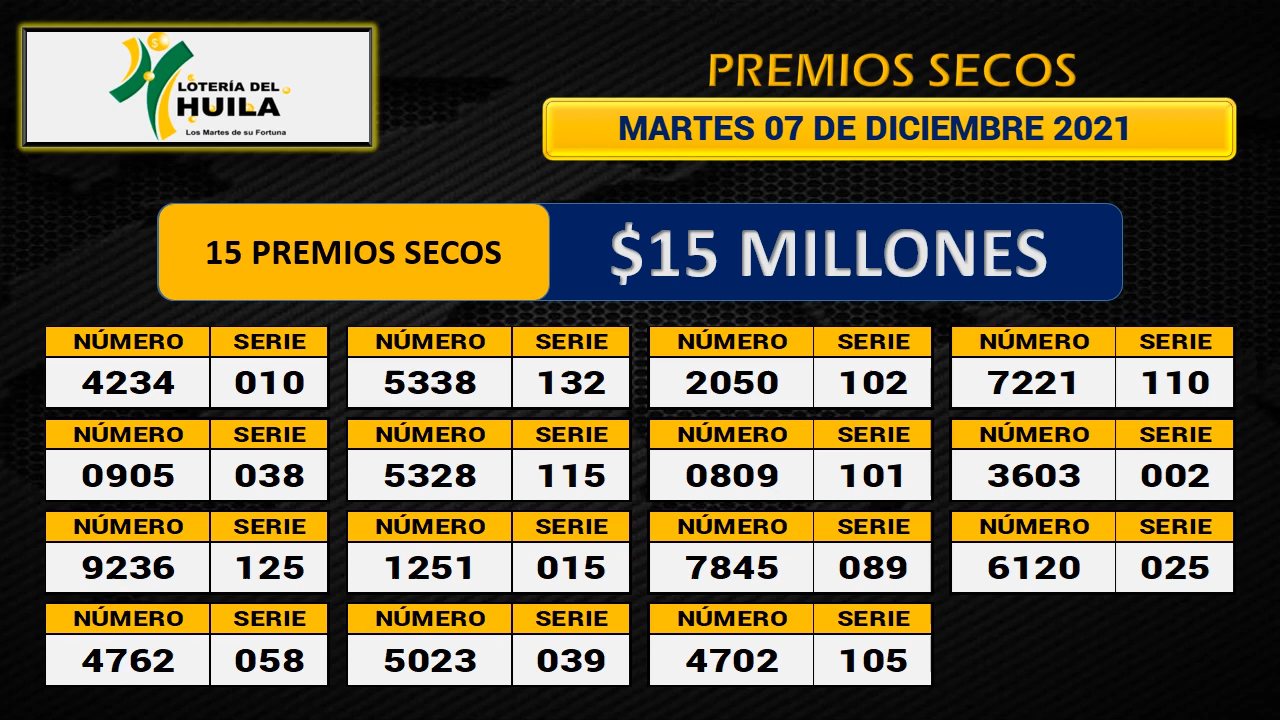 LOTERÍA DEL
HUILA
Los Martes de su Fortuna
PREMIOS SECOS
MARTES 07 DE DICIEMBRE 2021
15 PREMIOS SECOS $15 MILLONES
NÚMERO SERIE NÚMERO SERIE NÚMERO SERIE NÚMERO SERIE
4234 010 5338 132 2050 102 7221 110
NÚMERO SERIE NÚMERO SERIE NÚMERO SERIE NÚMERO SERIE
0905 038 5328 115 0809 101 3603 002
NÚMERO SERIE NÚMERO SERIE NÚMERO SERIE NÚMERO SERIE
9236 125 1251 015 7845 089 6120 025
NÚMERO SERIE NÚMERO SERIE NÚMERO SERIE
4762 058 5023 039 4702 105